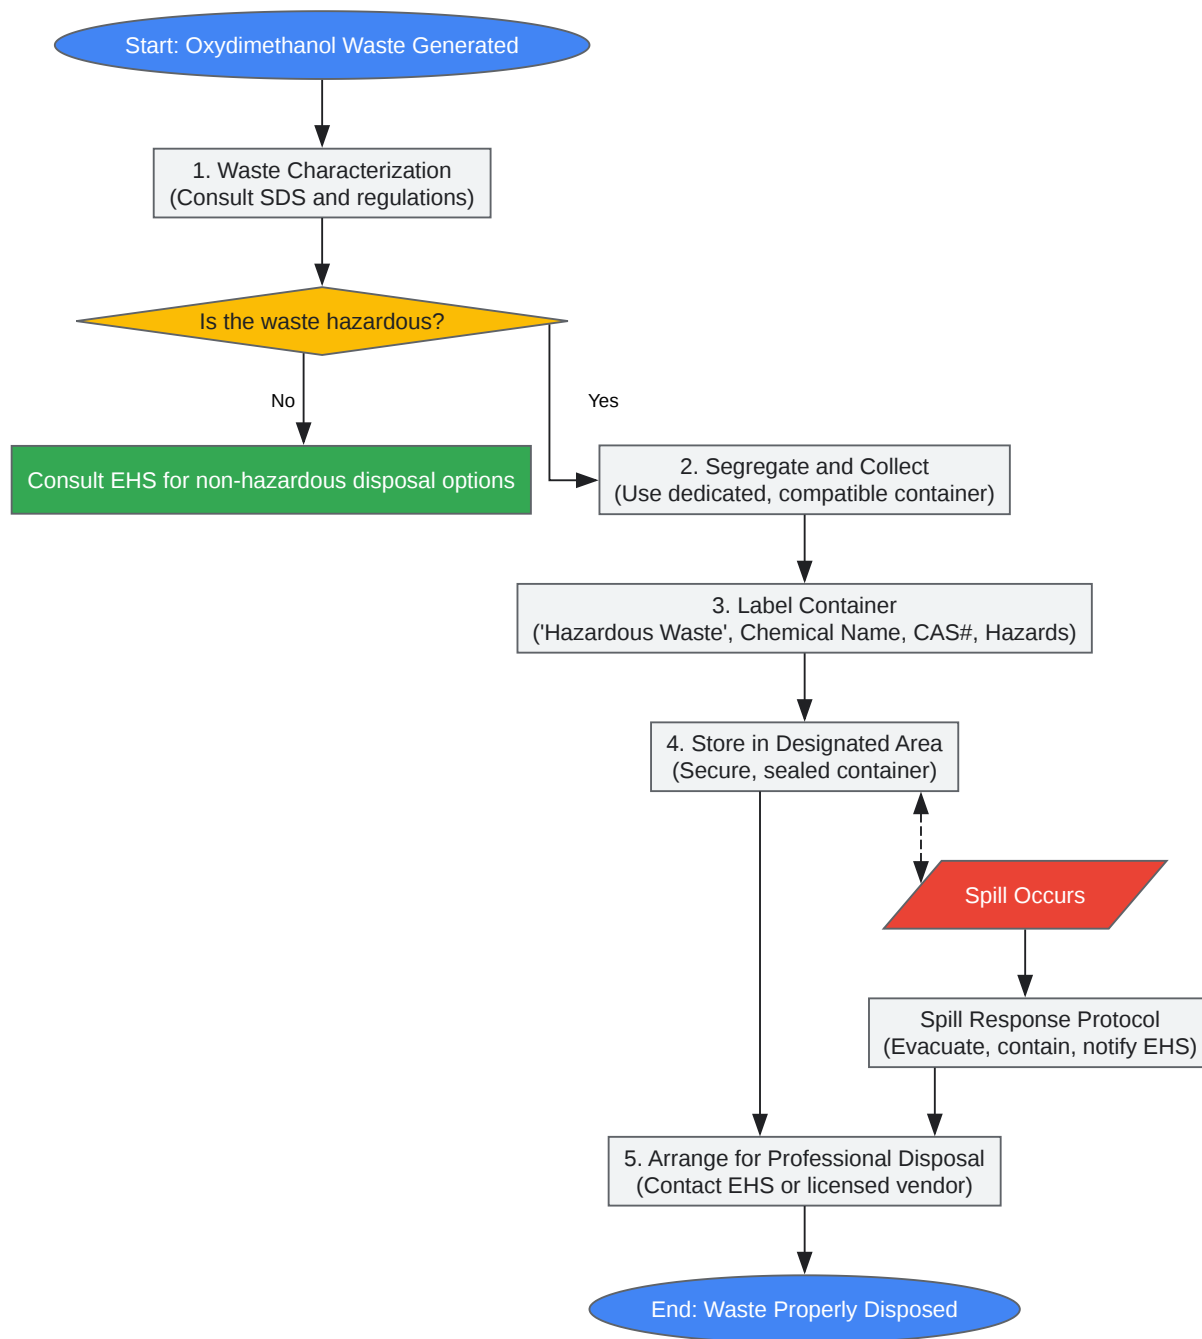 Start: Oxydimethanol Waste Generated
1. Waste Characterization
(Consult SDS and regulations)
Is the waste hazardous?
No
Yes
Consult EHS for non-hazardous disposal options
2. Segregate and Collect
(Use dedicated, compatible container)
3. Label Container
('Hazardous Waste', Chemical Name, CAS#, Hazards)
4. Store in Designated Area
(Secure, sealed container)
Spill Occurs
Spill Response Protocol
(Evacuate, contain, notify EHS)
5. Arrange for Professional Disposal
(Contact EHS or licensed vendor)
End: Waste Properly Disposed